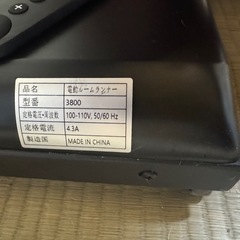 品名 電動ルームランナー
型番 3800
定格電圧・周波数 100-110V, 50/60 Hz
定格電流 4.3A
製造国 MADE IN CHINA